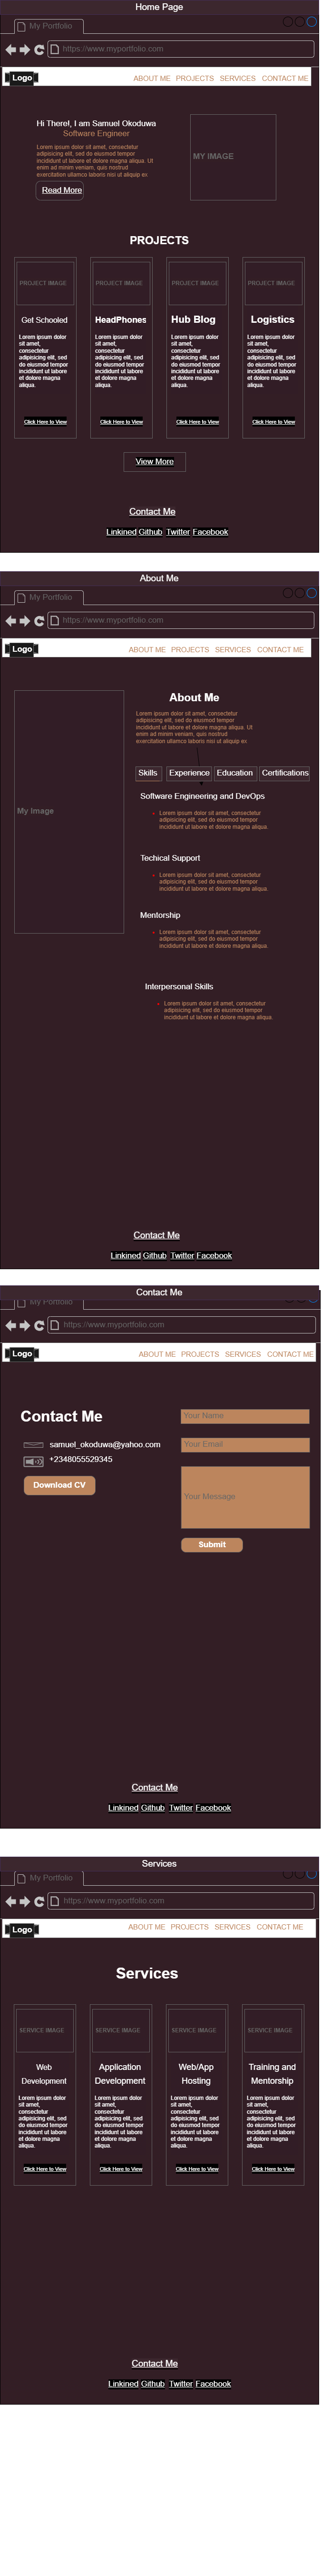 Home Page
My Portfolio
https://www.myportfolio.com
Logo
ABOUT ME PROJECTS SERVICES CONTACT ME
Hi There!, I am Samuel Okoduwa
Software Engineer
Lorem ipsum dolor sit amet, consectetur
adipisicing elit, sed do eiusmod tempor
incididunt ut labore et dolore magna aliqua. Ut
enim ad minim veniam, quis nostrud
exercitation ullamco laboris nisi ut aliquip ex
Read More
MY IMAGE
PROJECTS
PROJECT IMAGE
Get Schooled
Lorem ipsum dolor
sit amet,
consectetur
adipisicing elit, sed
do eiusmod tempor
incididunt ut labore
et dolore magna
aliqua.
Click Here to View
PROJECT IMAGE
HeadPhones
Lorem ipsum dolor
sit amet,
consectetur
adipisicing elit, sed
do eiusmod tempor
incididunt ut labore
et dolore magna
aliqua.
Click Here to View
PROJECT IMAGE
Hub Blog
Lorem ipsum dolor
sit amet,
consectetur
adipisicing elit, sed
do eiusmod tempor
incididunt ut labore
et dolore magna
aliqua.
Click Here to View
PROJECT IMAGE
Logistics
Lorem ipsum dolor
sit amet,
consectetur
adipisicing elit, sed
do eiusmod tempor
incididunt ut labore
et dolore magna
aliqua.
Click Here to View
View More
Contact Me
Linkined Github Twitter Facebook
About Me
My Portfolio
https://www.myportfolio.com
Logo
ABOUT ME PROJECTS SERVICES CONTACT ME
My Image
About Me
Lorem ipsum dolor sit amet, consectetur
adipisicing elit, sed do eiusmod tempor
incididunt ut labore et dolore magna aliqua. Ut
enim ad minim veniam, quis nostrud
exercitation ullamco laboris nisi ut aliquip ex
Skills Experience Education Certifications
Software Engineering and DevOps
Lorem ipsum dolor sit amet, consectetur
adipisicing elit, sed do eiusmod tempor
incididunt ut labore et dolore magna aliqua.
Techical Support
Lorem ipsum dolor sit amet, consectetur
adipisicing elit, sed do eiusmod tempor
incididunt ut labore et dolore magna aliqua.
Mentorship
Lorem ipsum dolor sit amet, consectetur
adipisicing elit, sed do eiusmod tempor
incididunt ut labore et dolore magna aliqua.
Interpersonal Skills
Lorem ipsum dolor sit amet, consectetur
adipisicing elit, sed do eiusmod tempor
incididunt ut labore et dolore magna aliqua.
Contact Me
Linkined Github Twitter Facebook
Contact Me
My Portfolio
https://www.myportfolio.com
Logo
ABOUT ME PROJECTS SERVICES CONTACT ME
Contact Me
samuel_okoduwa@yahoo.com
+2348055529345
Download CV
Your Name
Your Email
Your Message
Submit
Contact Me
Linkined Github Twitter Facebook
Services
My Portfolio
https://www.myportfolio.com
Logo
ABOUT ME PROJECTS SERVICES CONTACT ME
Services
SERVICE IMAGE
Web
Development
Lorem ipsum dolor
sit amet,
consectetur
adipisicing elit, sed
do eiusmod tempor
incididunt ut labore
et dolore magna
aliqua.
Click Here to View
SERVICE IMAGE
Application
Development
Lorem ipsum dolor
sit amet,
consectetur
adipisicing elit, sed
do eiusmod tempor
incididunt ut labore
et dolore magna
aliqua.
Click Here to View
SERVICE IMAGE
Web/App
Hosting
Lorem ipsum dolor
sit amet,
consectetur
adipisicing elit, sed
do eiusmod tempor
incididunt ut labore
et dolore magna
aliqua.
Click Here to View
SERVICE IMAGE
Training and
Mentorship
Lorem ipsum dolor
sit amet,
consectetur
adipisicing elit, sed
do eiusmod tempor
incididunt ut labore
et dolore magna
aliqua.
Click Here to View
Contact Me
Linkined Github Twitter Facebook